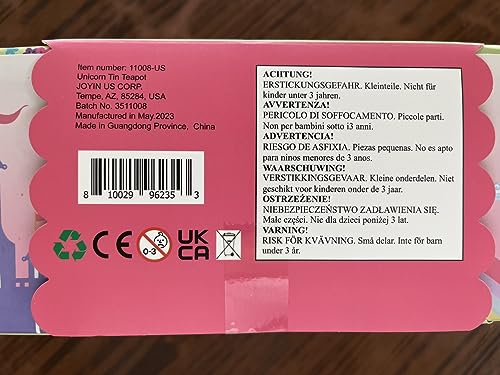 Item number: 11008-US
Unicorn Tin Teapot
JOYIN US CORP.
Tempe, AZ, 85284, USA
Batch No. 3511008
Manufactured in May.2023
Made in Guangdong Province, China
8 10029 96235 3
CE
0-3
UK
CA
ACHTUNG!
ERSTICKUNGSGEFAHR. Kleinteile. Nicht für
kinder unter 3 jahren.
AVVERTENZA!
PERICOLO DI SOFFOCAMENTO. Piccole parti.
Non per bambini sotto i3 anni.
ADVERTENCIA!
RIESGO DE ASFIXIA. Piezas pequenas. No es apto
para ninos menores de 3 anos.
WAARSCHUWING!
VERSTIKKINGSGEVAAR. Kleine onderdelen. Niet
geschikt voor kinderen onder de 3 jaar.
OSTRZEŻENIE!
NIEBEZPIECZEŃSTWO ZADŁAWIENIA SIĘ.
Małe części. Nie dla dzieci poniżej 3 lat.
VARNING!
RISK FÖR KVÄVNING. Små delar. Inte för barn
under 3 år.